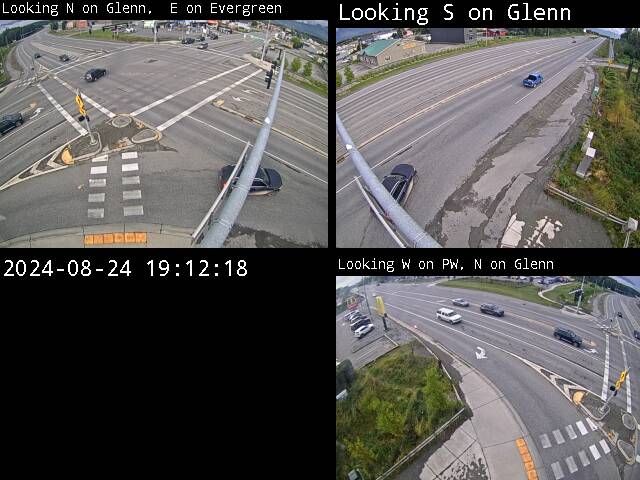 Looking N on Glenn,  E on Evergreen
Looking S on Glenn
2024-08-24 19:12:18
Looking W on PW, N on Glenn